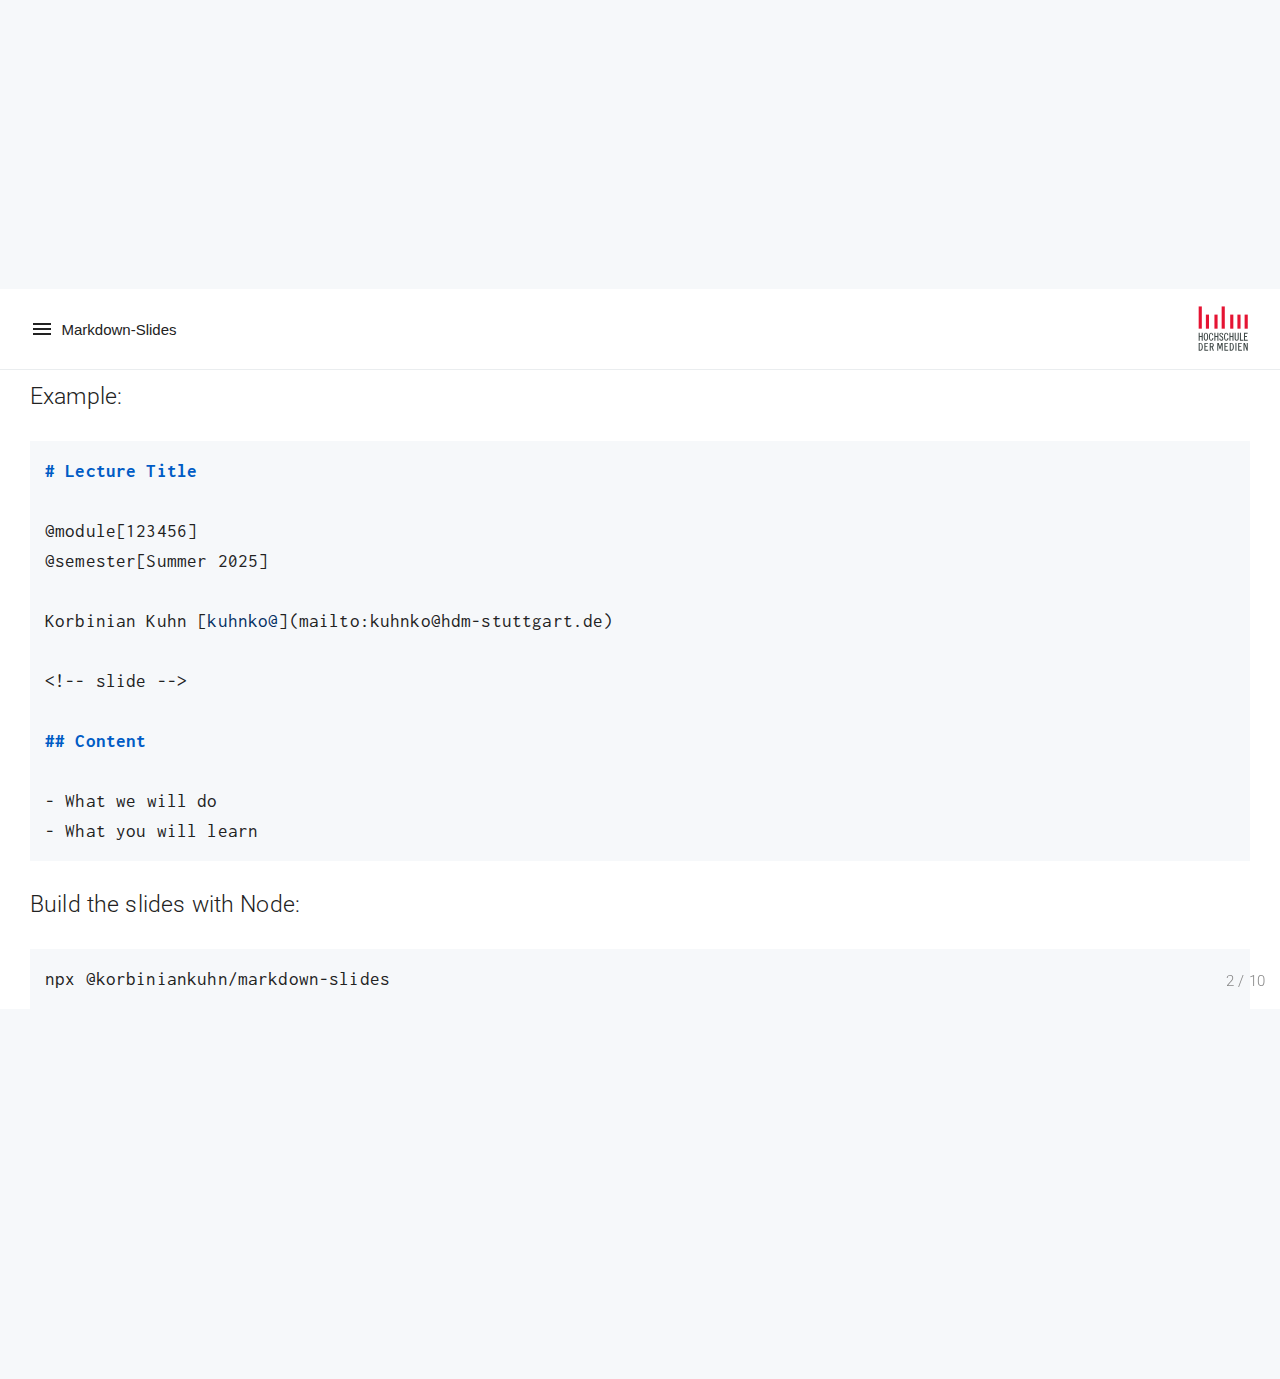 Markdown-Slides
HOCHSCHULE
DER MEDIEN
Example:
# Lecture Title
@module[123456]
@semester[Summer 2025]
Korbinian Kuhn [kuhnko@](mailto:kuhnko@hdm-stuttgart.de)
<!-- slide -->
## Content
- What we will do
- What you will learn
Build the slides with Node:
npx @korbiniankuhn/markdown-slides
2 / 10